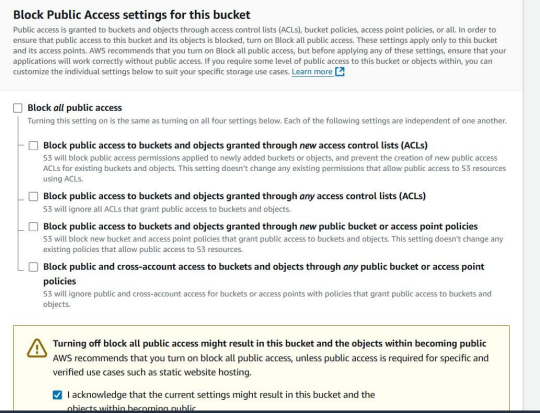 Block Public Access settings for this bucket
Public access is granted to buckets and objects through access control lists (ACLs), bucket policies, access point policies, or all. In order to
ensure that public access to this bucket and its objects is blocked, turn on Block all public access. These settings apply only to this bucket
and its access points. AWS recommends that you turn on Block all public access, but before applying any of these settings, ensure that your
applications will work correctly without public access. If you require some level of public access to this bucket or objects within, you can
customize the individual settings below to suit your specific storage use cases. Learn more
Block all public access
Turning this setting on is the same as turning on all four settings below. Each of the following settings are independent of one another.
Block public access to buckets and objects granted through new access control lists (ACLs)
S3 will block public access permissions applied to newly added buckets or objects, and prevent the creation of new public access
ACLs for existing buckets and objects. This setting doesn't change any existing permissions that allow public access to S3 resources
using ACLs.
Block public access to buckets and objects granted through any access control lists (ACLs)
S3 will ignore all ACLs that grant public access to buckets and objects.
Block public access to buckets and objects granted through new public bucket or access point policies
S3 will block new bucket and access point policies that grant public access to buckets and objects. This setting doesn't change any
existing policies that allow public access to S3 resources.
Block public and cross-account access to buckets and objects through any public bucket or access point
policies
S3 will ignore public and cross-account access for buckets or access points with policies that grant public access to buckets and
objects.
Turning off block all public access might result in this bucket and the objects within becoming public
AWS recommends that you turn on block all public access, unless public access is required for specific and
verified use cases such as static website hosting.
I acknowledge that the current settings might result in this bucket and the
objects within becoming public.